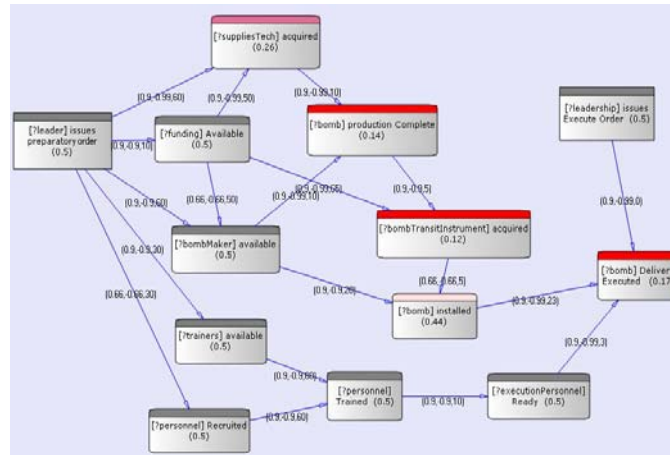 [?suppliesTech] acquired
(0.26)
(0.9,-0.99,60)
(0.9,-0.99,50)
(0.9,-0.99,10)
[?leader] issues
preparatory order
(0.5)
(0.9,-0.9,10)
[?funding] Available
(0.5)
[?bomb] production Complete
(0.14)
[?leadership] issues
Execute Order (0.5)
(0.9,-0.9,60)
(0.66,-0.66,50)
(0.9,-0.99,65)
(0.9,-0.99,10)
(0.9,-0.9,5)
(0.9,-0.99,0)
[?bombMaker] available
(0.5)
[?bombTransitInstrument] acquired
(0.12)
(0.9,-0.9,30)
(0.66,-0.66,30)
(0.9,-0.9,20)
(0.66,-0.66,5)
[?bomb] Deliver
Executed (0.17
[?bomb] installed
(0.44)
(0.9,-0.99,23)
[?trainers] available
(0.5)
(0.9,-0.9,60)
(0.9,-0.99,3)
[?personnel]
Trained (0.5)
(0.9,-0.9,10)
[?executionPersonnel]
Ready (0.5)
[?personnel] Recruited
(0.5)
(0.9,-0.9,60)